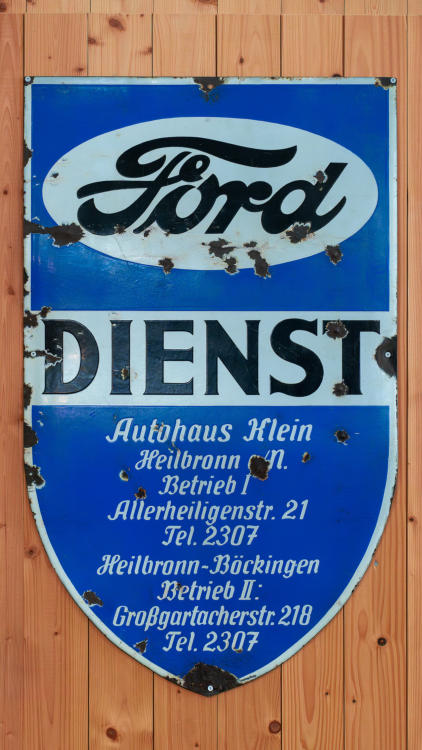 Ford
DIENST
Autohaus Klein
Heilbronn /N.
Betrieb I
Allerheiligenstr. 21
Tel. 2307
Heilbronn-Böckingen
Betrieb II:
Großgartacherstr. 218
Tel. 2307